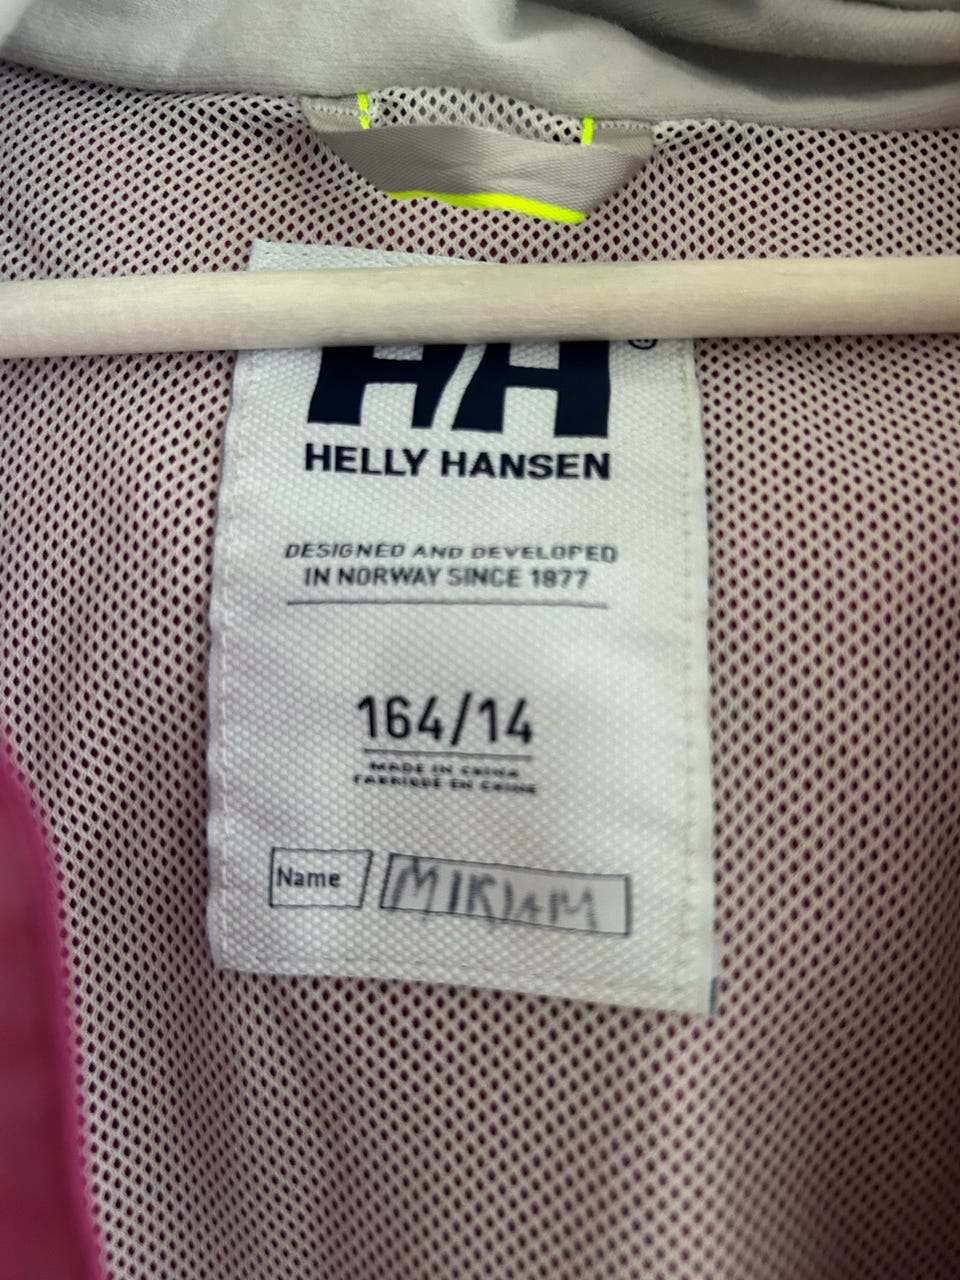 HH®
HELLY HANSEN
DESIGNED AND DEVELOPED
IN NORWAY SINCE 1877
164/14
MADE IN CHINA
FABRIQUÉ EN CHINE
Name MIRIAM